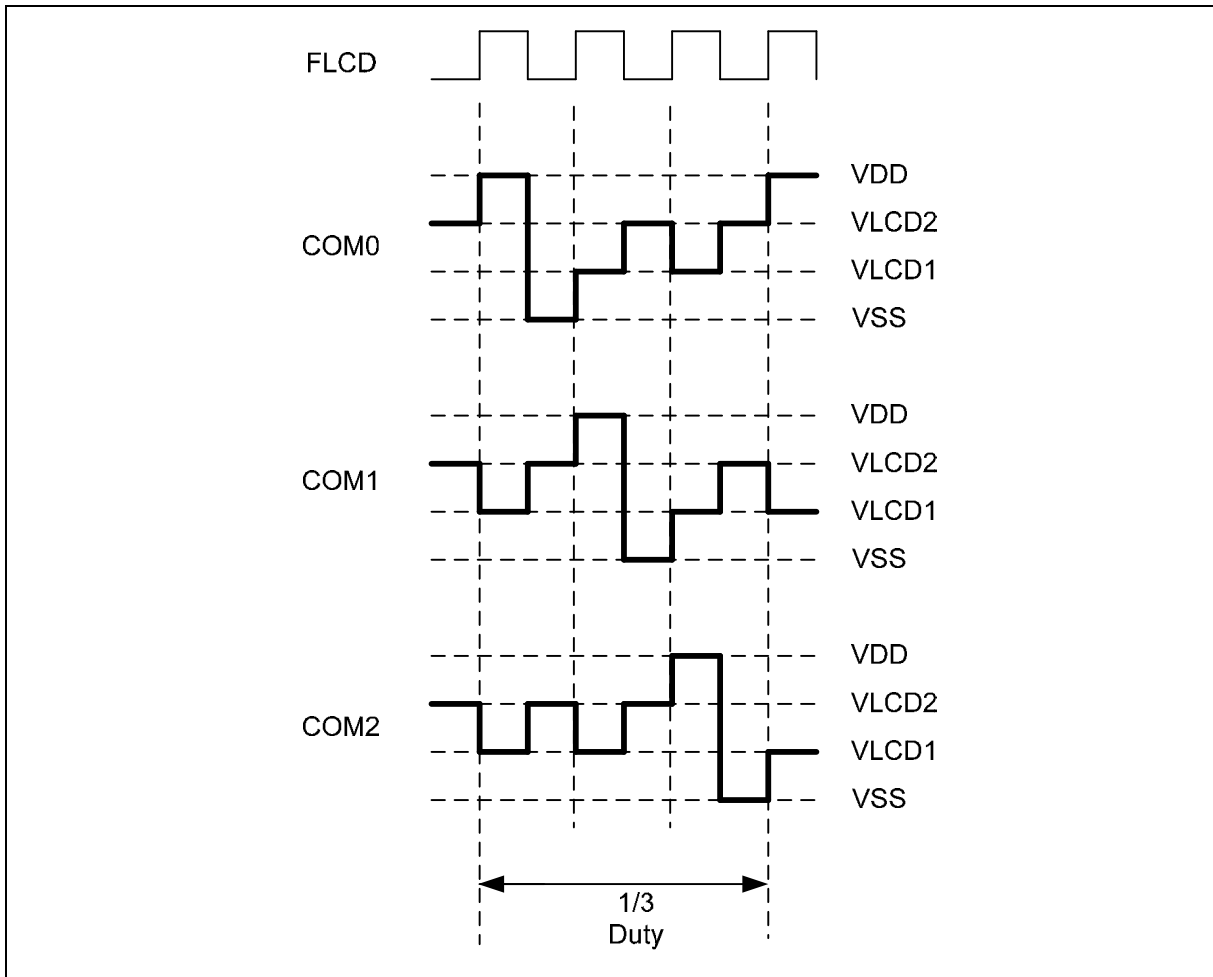 FLCD
COM0
VDD
VLCD2
VLCD1
VSS
COM1
VDD
VLCD2
VLCD1
VSS
COM2
VDD
VLCD2
VLCD1
VSS
1/3
Duty